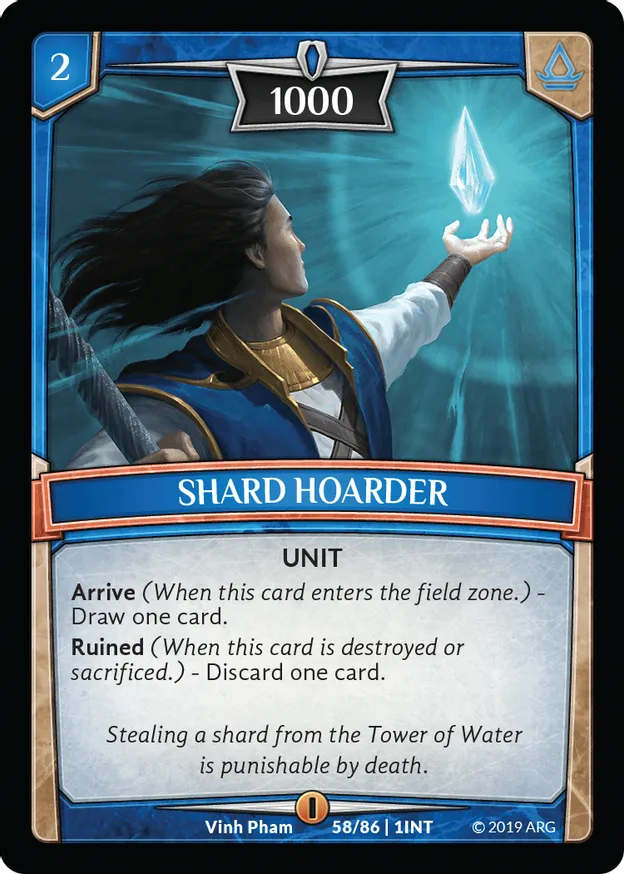 2
1000
SHARD HOARDER
UNIT
Arrive (When this card enters the field zone.) -
Draw one card.
Ruined (When this card is destroyed or
sacrificed.) - Discard one card.
Stealing a shard from the Tower of Water
is punishable by death.
I
Vinh Pham 58/86 | 1INT © 2019 ARG